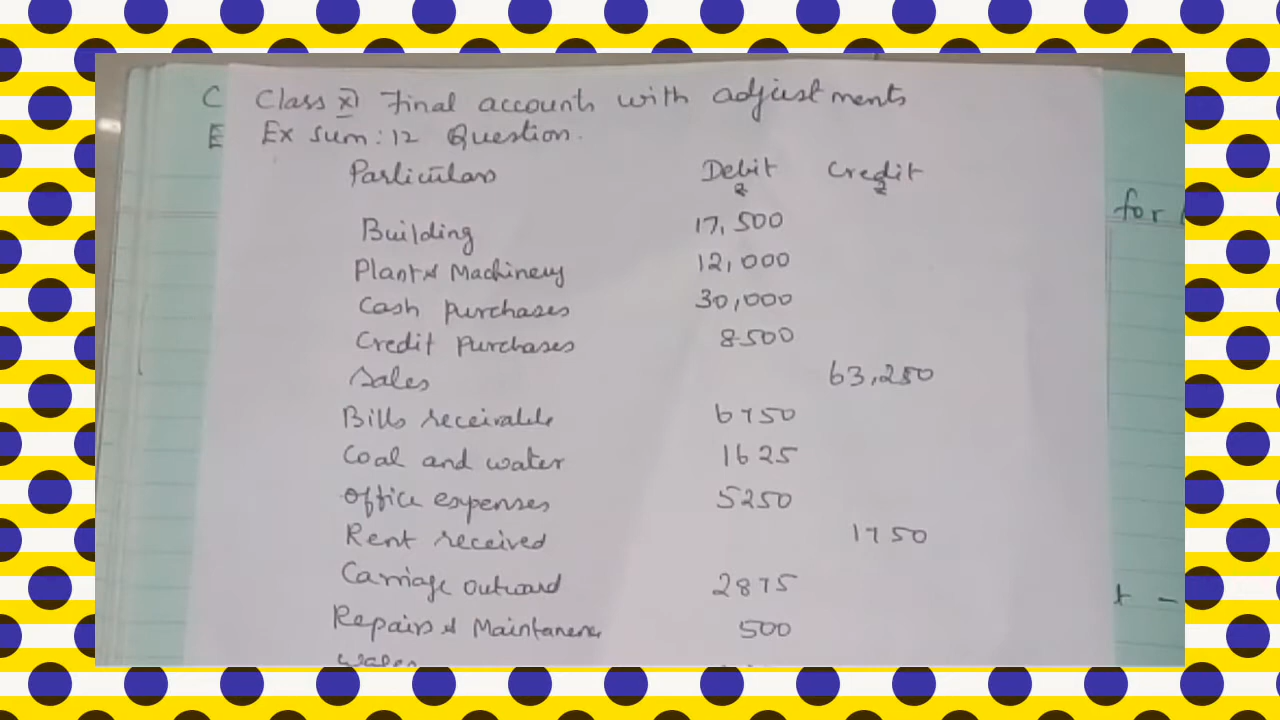 C Class XI Final accounts with adjustments
E Ex sum: 12 Question.
Particulars Debit ₹ Credit ₹
Building 17,500
Plant & Machinery 12,000
Cash purchases 30,000
Credit purchases 8500
Sales 63,250
for
Bills receivable 6750
Coal and water 1625
Office expenses 5250
Rent received 1750
Carriage outward 2875
t -
Repairs & Maintanence 500
Wages